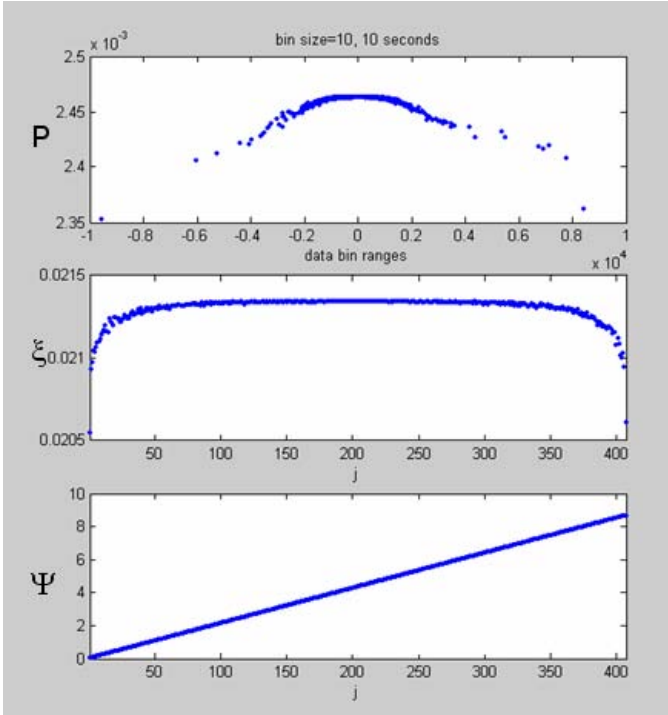 bin size=10, 10 seconds
x 10⁻³
2.5
2.45
2.4
2.35
P
-1 -0.8 -0.6 -0.4 -0.2 0 0.2 0.4 0.6 0.8 1
data bin ranges
x 10⁴
0.0215
0.021
0.0205
ξ
50 100 150 200 250 300 350 400
j
10
8
6
4
2
0
Ψ
50 100 150 200 250 300 350 400
j